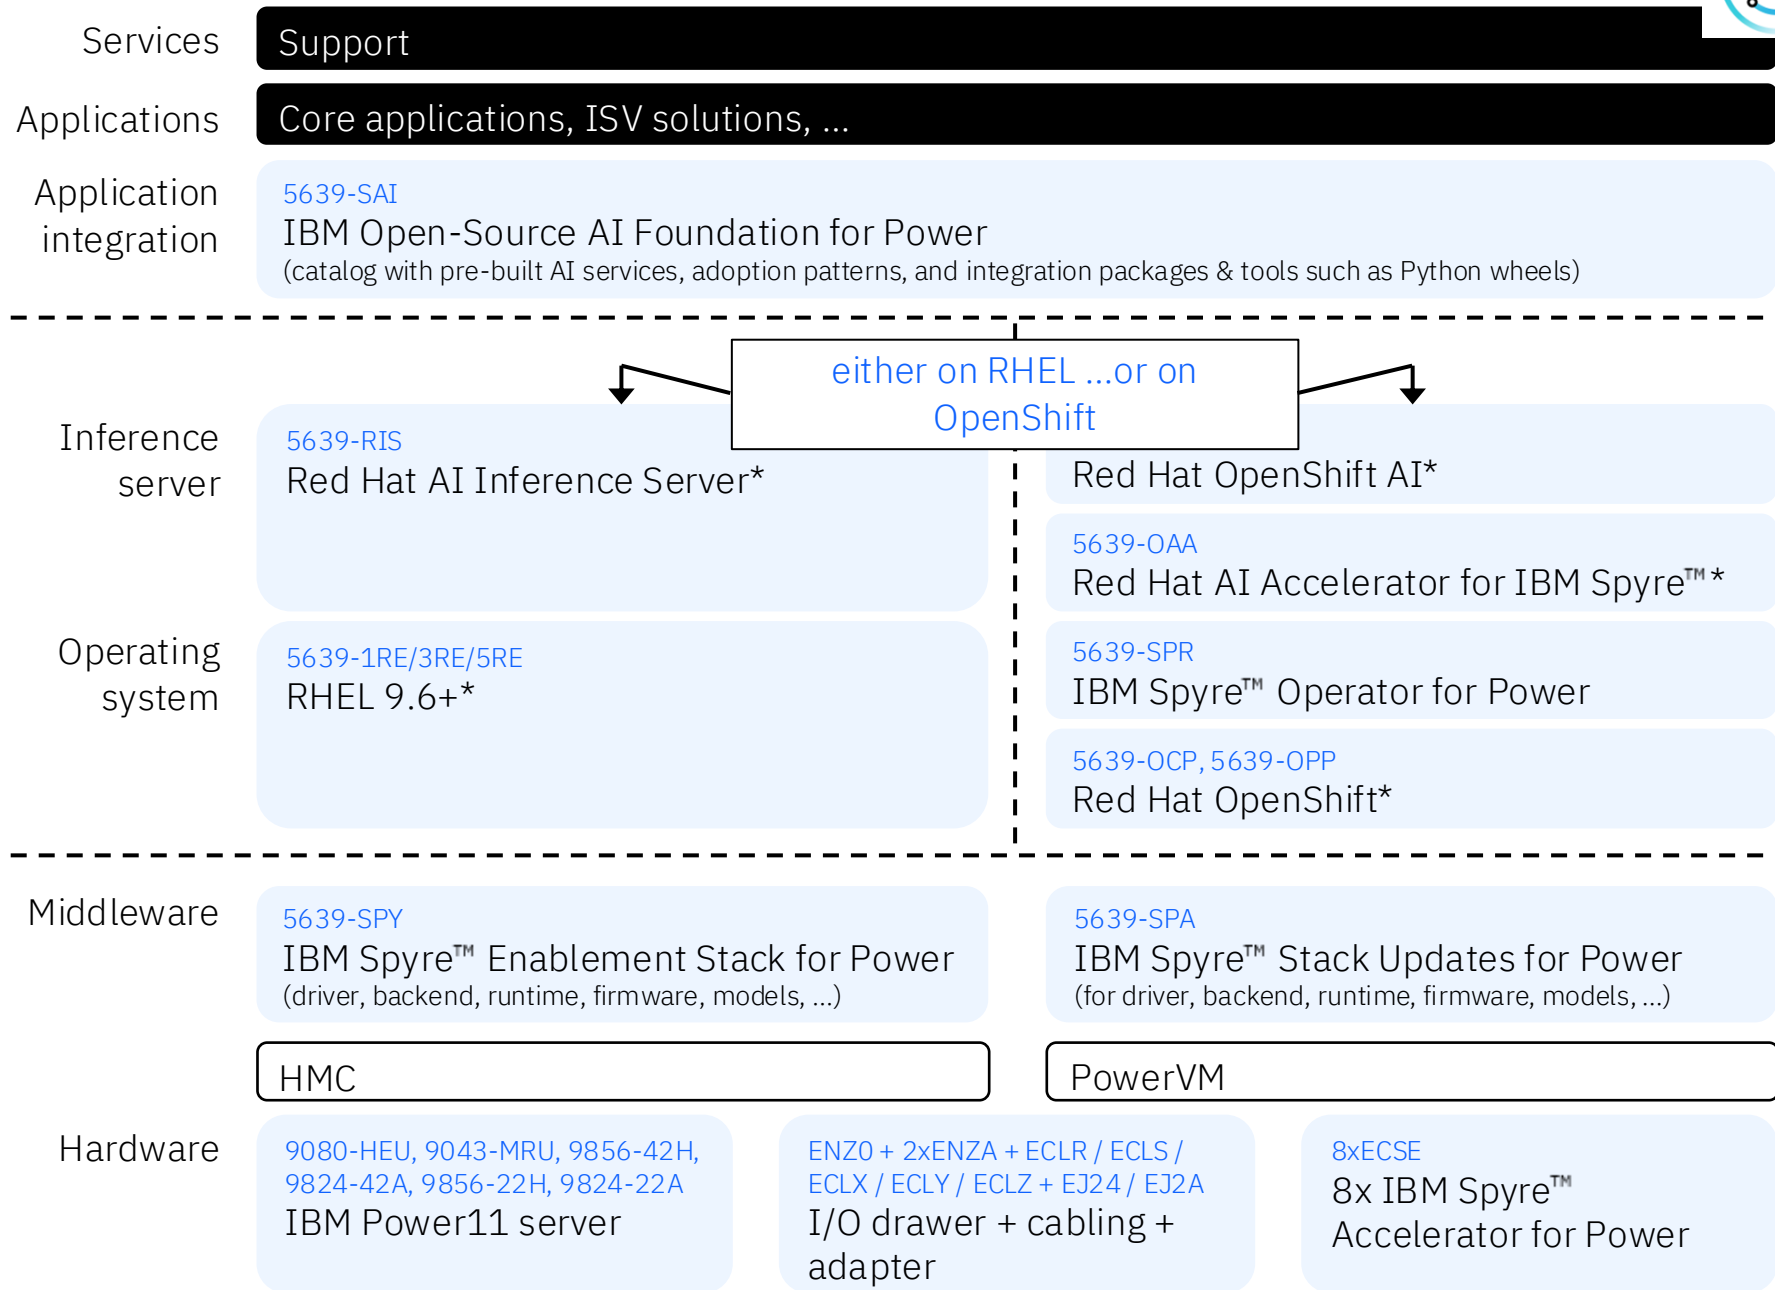 Services
Support
Applications
Core applications, ISV solutions, ...
Application
integration
5639-SAI
IBM Open-Source AI Foundation for Power
(catalog with pre-built AI services, adoption patterns, and integration packages & tools such as Python wheels)
either on RHEL ...or on
OpenShift
Inference
server
5639-RIS
Red Hat AI Inference Server*
Red Hat OpenShift AI*
5639-OAA
Red Hat AI Accelerator for IBM Spyre™*
Operating
system
5639-1RE/3RE/5RE
RHEL 9.6+*
5639-SPR
IBM Spyre™ Operator for Power
5639-OCP, 5639-OPP
Red Hat OpenShift*
Middleware
5639-SPY
IBM Spyre™ Enablement Stack for Power
(driver, backend, runtime, firmware, models, ...)
5639-SPA
IBM Spyre™ Stack Updates for Power
(for driver, backend, runtime, firmware, models, ...)
HMC
PowerVM
Hardware
9080-HEU, 9043-MRU, 9856-42H,
9824-42A, 9856-22H, 9824-22A
IBM Power11 server
ENZ0 + 2xENZA + ECLR / ECLS /
ECLX / ECLY / ECLZ + EJ24 / EJ2A
I/O drawer + cabling +
adapter
8xECSE
8x IBM Spyre™
Accelerator for Power